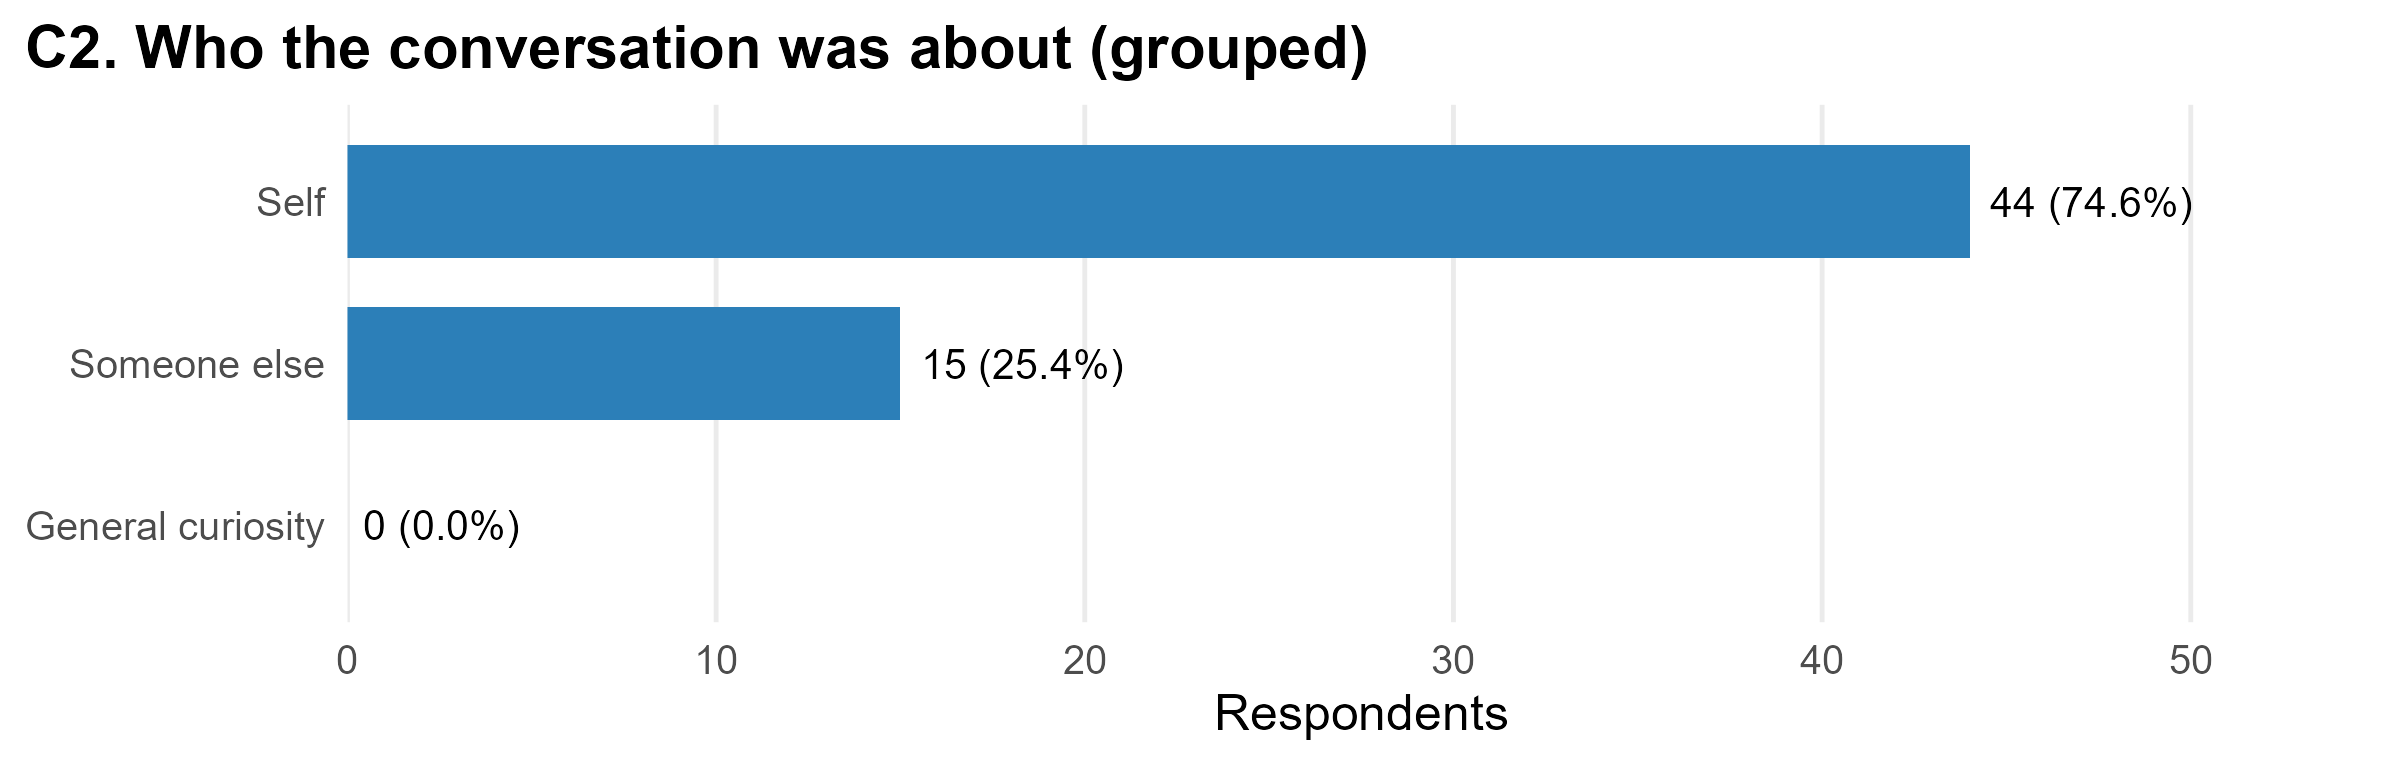 C2. Who the conversation was about (grouped)
Self
44 (74.6%)
Someone else
15 (25.4%)
General curiosity
0 (0.0%)
0 10 20 30 40 50
Respondents